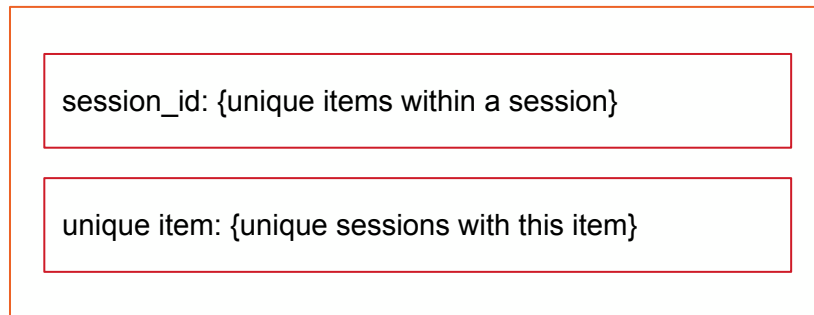 session_id: {unique items within a session}
unique item: {unique sessions with this item}